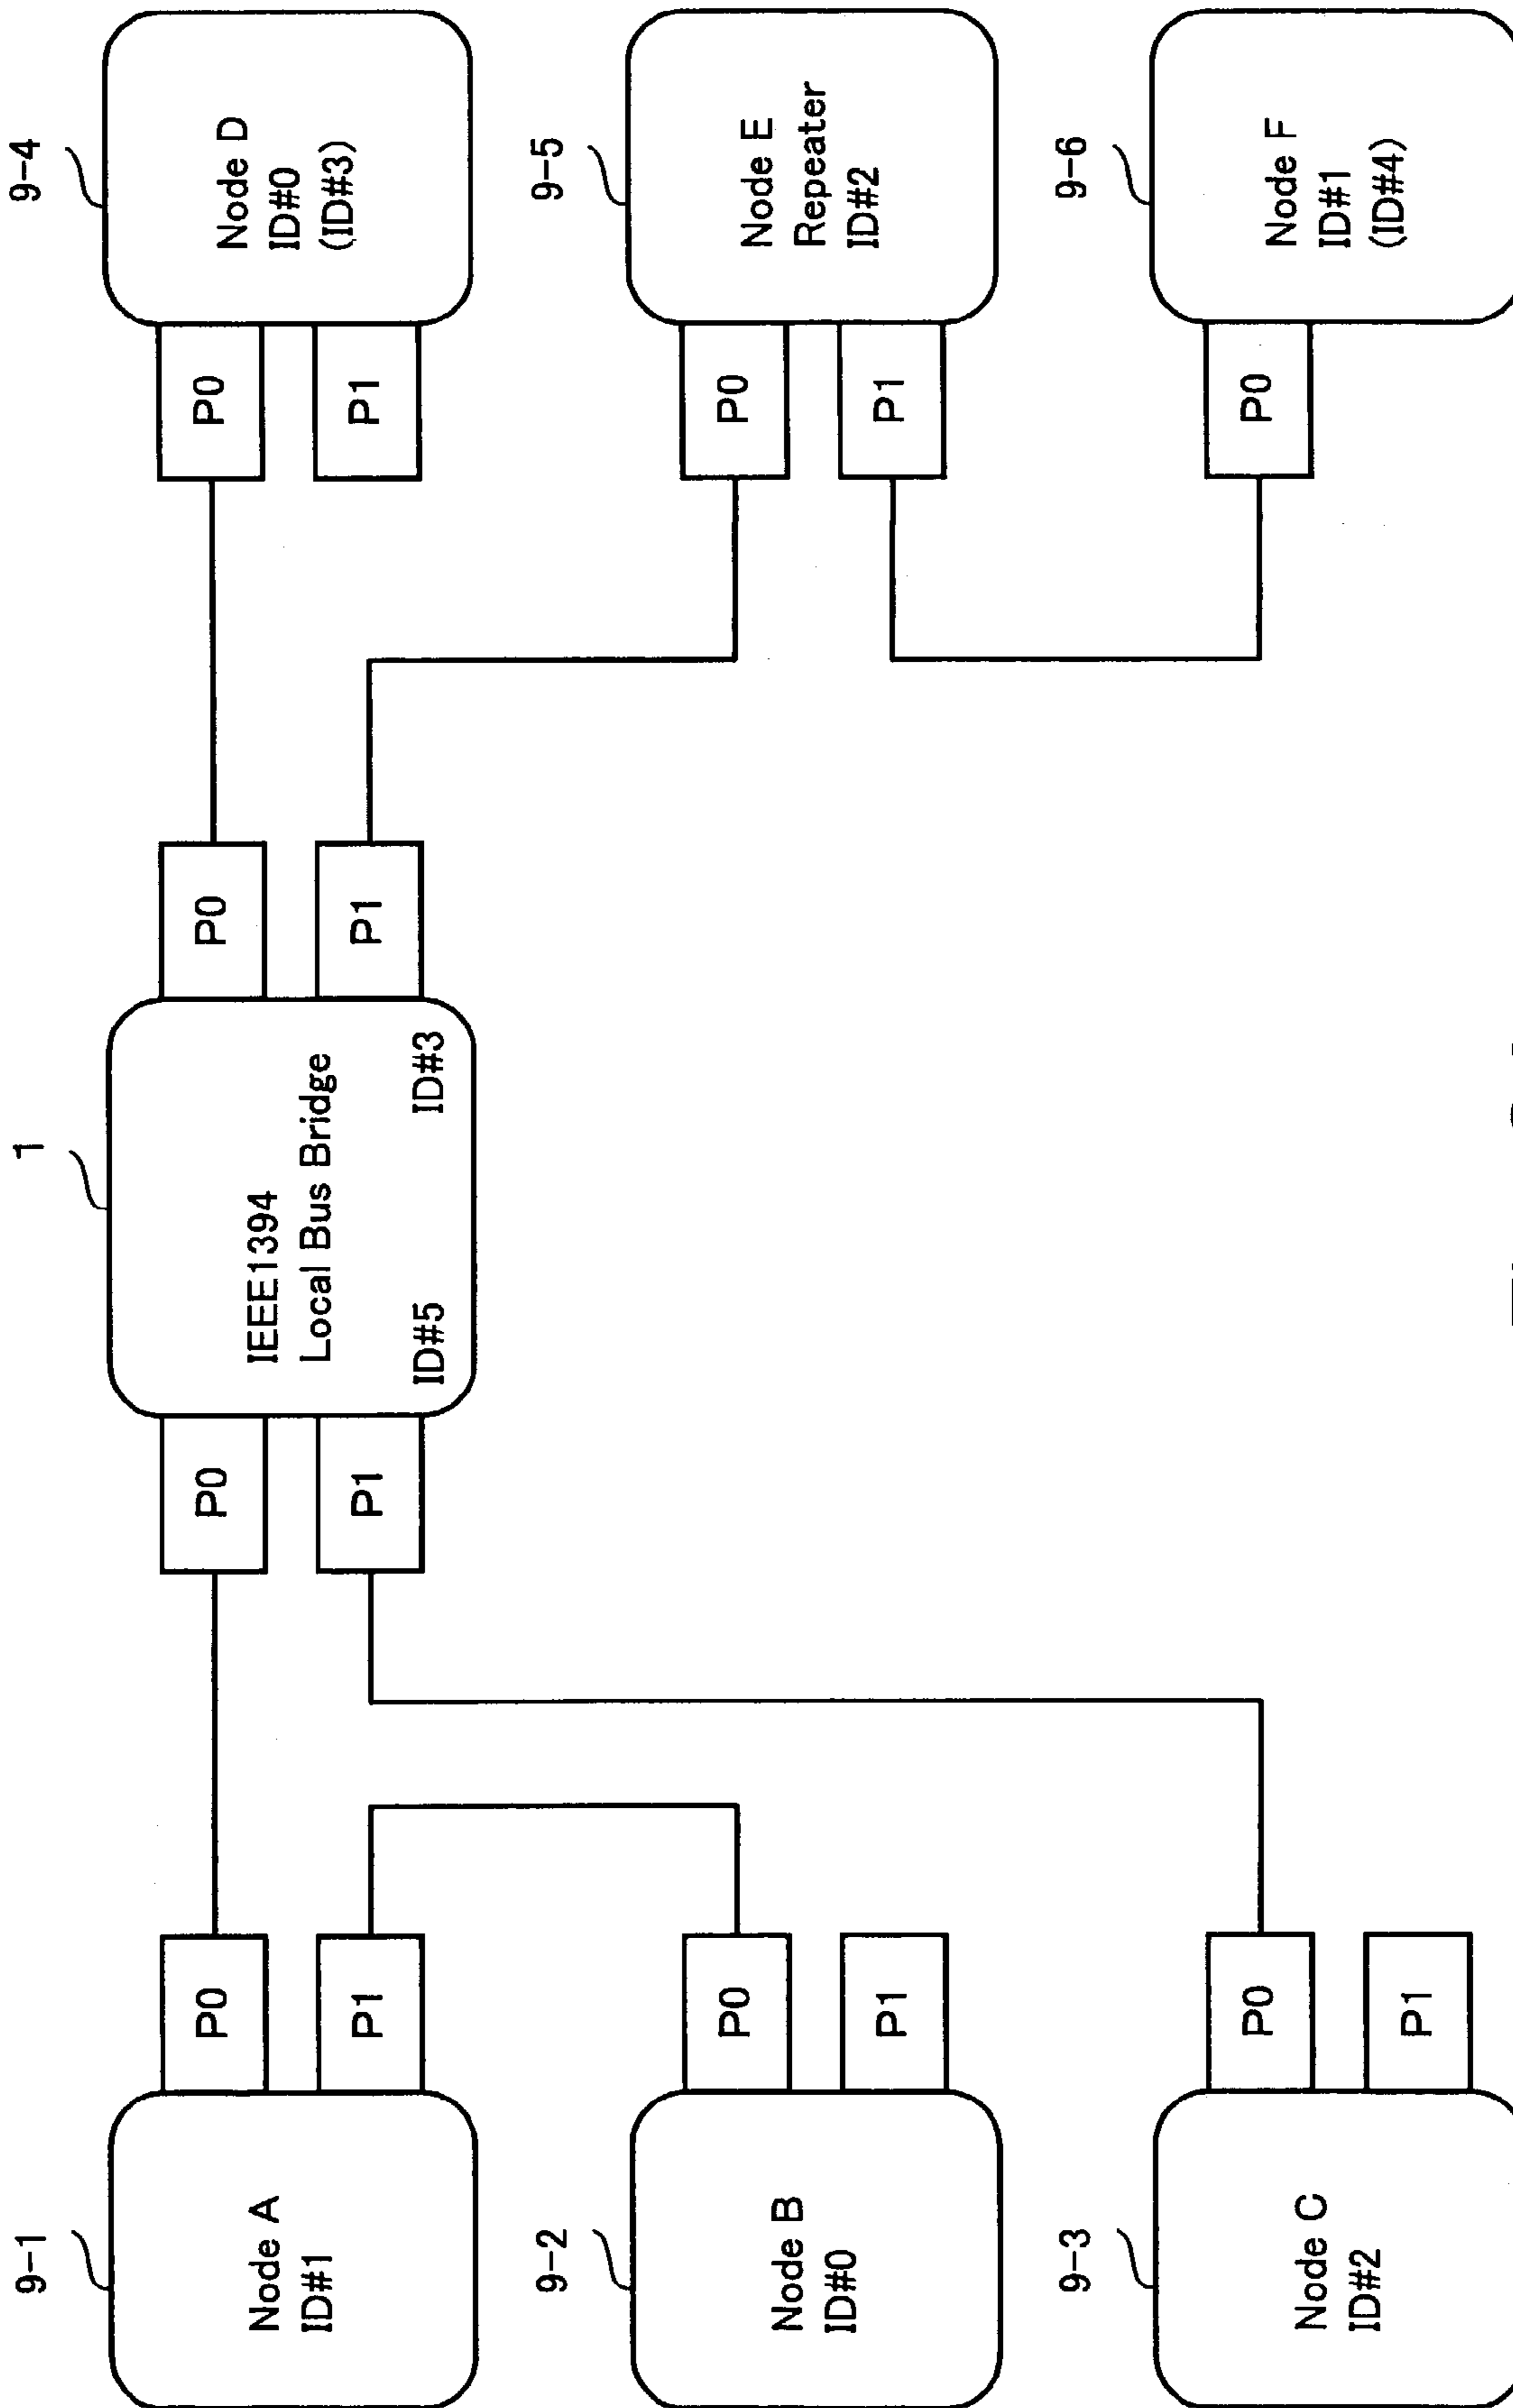 9-1
Node A
ID#1
P0
P1
9-2
Node B
ID#0
P0
P1
9-3
Node C
ID#2
P0
P1
1
P0
P1
IEEE1394
Local Bus Bridge
ID#5
ID#3
P0
P1
9-4
P0
P1
Node D
ID#0
(ID#3)
9-5
P0
P1
Node E
Repeater
ID#2
9-6
P0
Node F
ID#1
(ID#4)